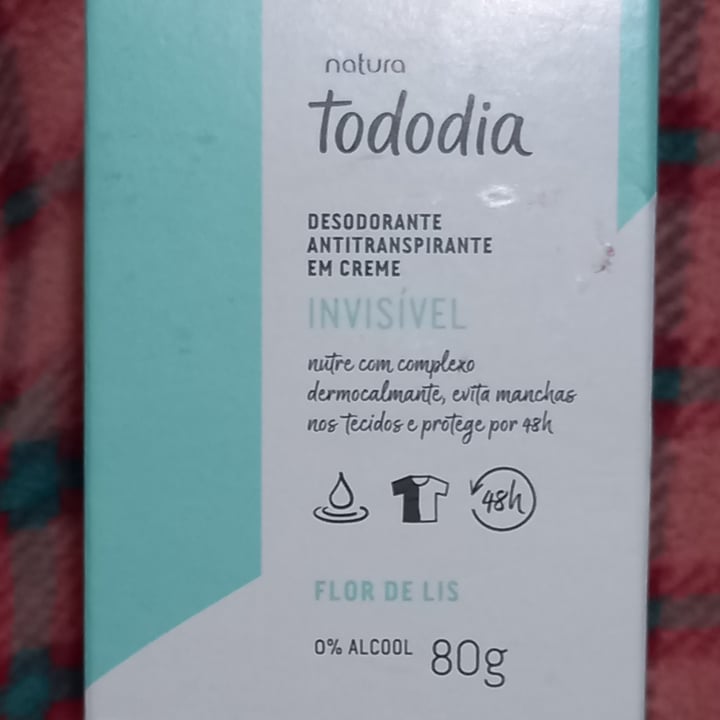 natura
tododia
DESODORANTE
ANTITRANSPIRANTE
EM CREME
INVISÍVEL
nutre com complexo
dermocalmante, evita manchas
nos tecidos e protege por 48h
48h
FLOR DE LIS
0% ALCOOL 80g